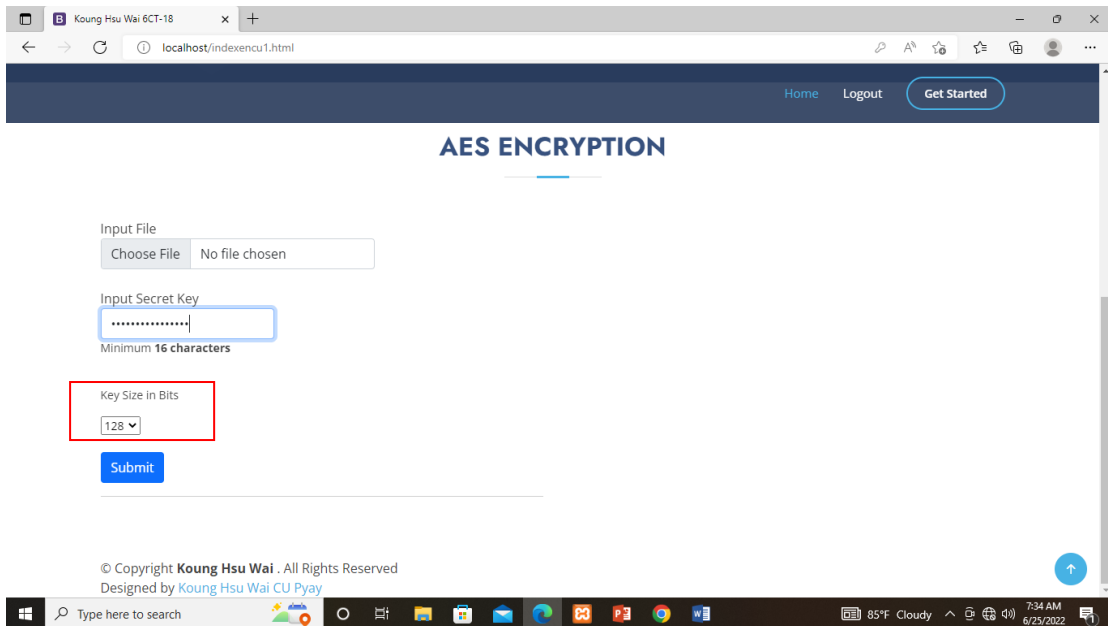 Koung Hsu Wai 6CT-18
localhost/indexencu1.html
Home Logout Get Started
AES ENCRYPTION
Input File
Choose File No file chosen
Input Secret Key
••••••••••••••••
Minimum 16 characters
Key Size in Bits
128
Submit
© Copyright Koung Hsu Wai . All Rights Reserved
Designed by Koung Hsu Wai CU Pyay
Type here to search
85°F Cloudy
7:34 AM
6/25/2022